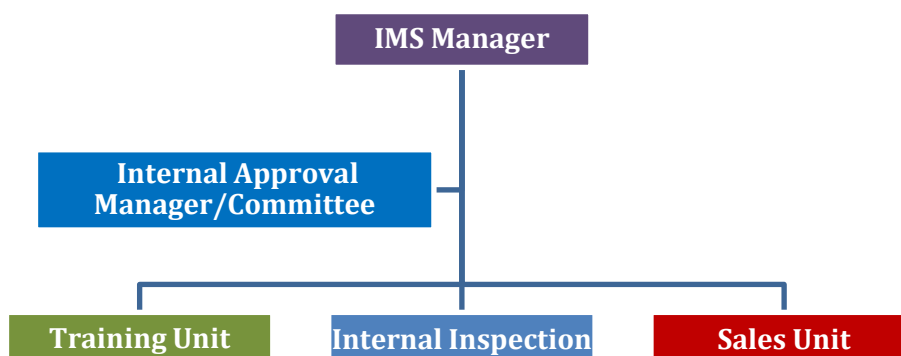 IMS Manager
Internal Approval
Manager/Committee
Training Unit
Internal Inspection
Sales Unit